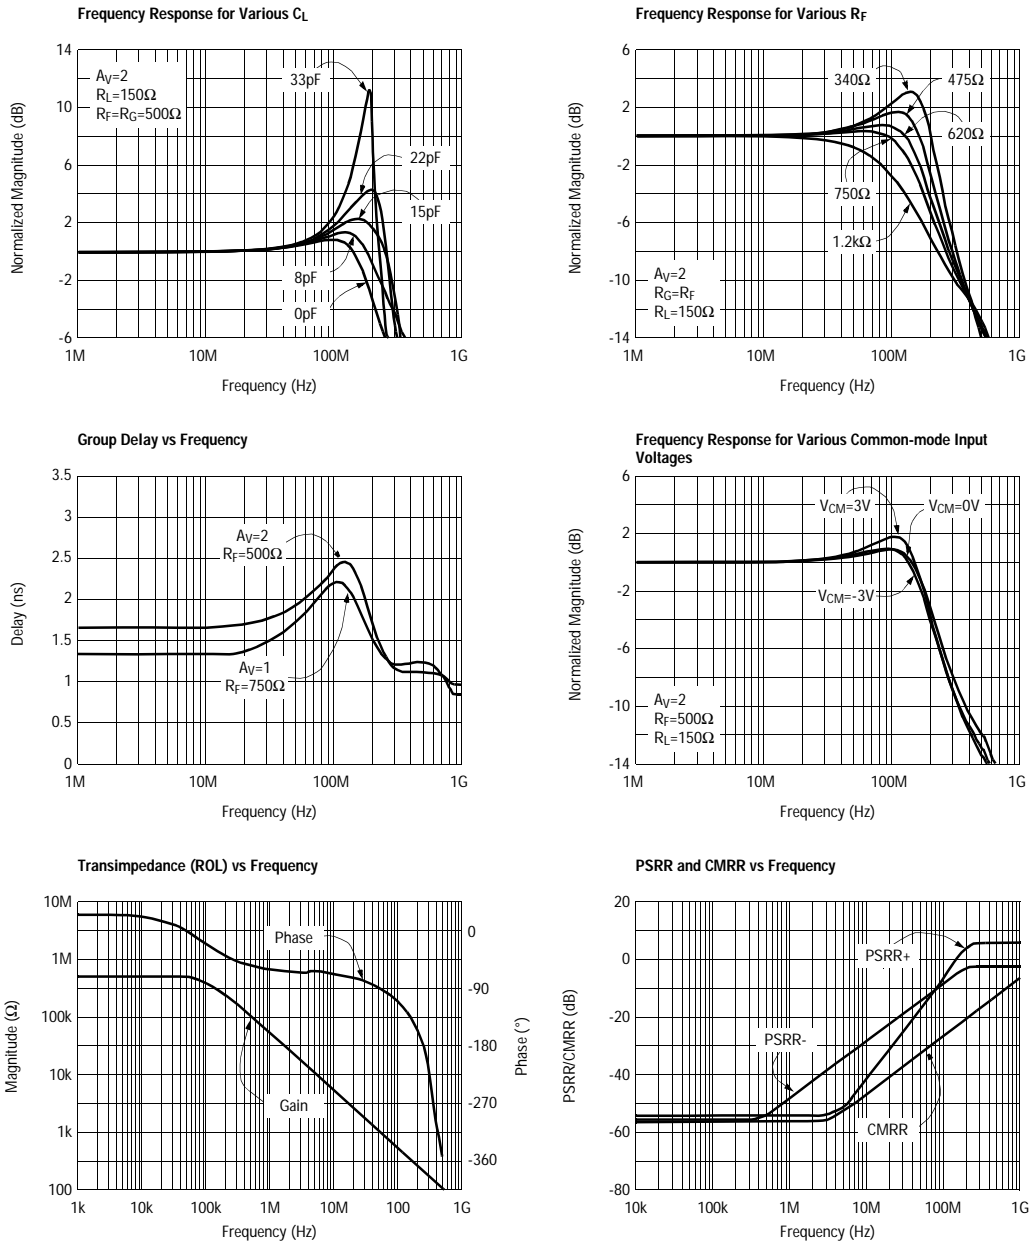 Frequency Response for Various CL
14
10
6
2
-2
-6
Normalized Magnitude (dB)
AV=2
RL=150Ω
RF=RG=500Ω
33pF
22pF
15pF
8pF
0pF
1M
10M
100M
1G
Frequency (Hz)
Frequency Response for Various RF
6
2
-2
-6
-10
-14
Normalized Magnitude (dB)
340Ω
475Ω
620Ω
750Ω
1.2kΩ
AV=2
RG=RF
RL=150Ω
1M
10M
100M
1G
Frequency (Hz)
Group Delay vs Frequency
3.5
3
2.5
2
1.5
1
0.5
0
Delay (ns)
AV=2
RF=500Ω
AV=1
RF=750Ω
1M
10M
100M
1G
Frequency (Hz)
Frequency Response for Various Common-mode Input
Voltages
6
2
-2
-6
-10
-14
Normalized Magnitude (dB)
VCM=3V
VCM=0V
VCM=-3V
AV=2
RF=500Ω
RL=150Ω
1M
10M
100M
1G
Frequency (Hz)
Transimpedance (ROL) vs Frequency
10M
1M
100k
10k
1k
100
Magnitude (Ω)
Phase
Gain
0
-90
-180
-270
-360
Phase (°)
1k
10k
100k
1M
10M
100
1G
Frequency (Hz)
PSRR and CMRR vs Frequency
20
0
-20
-40
-60
-80
PSRR/CMRR (dB)
PSRR+
PSRR-
CMRR
10k
100k
1M
10M
100M
1G
Frequency (Hz)